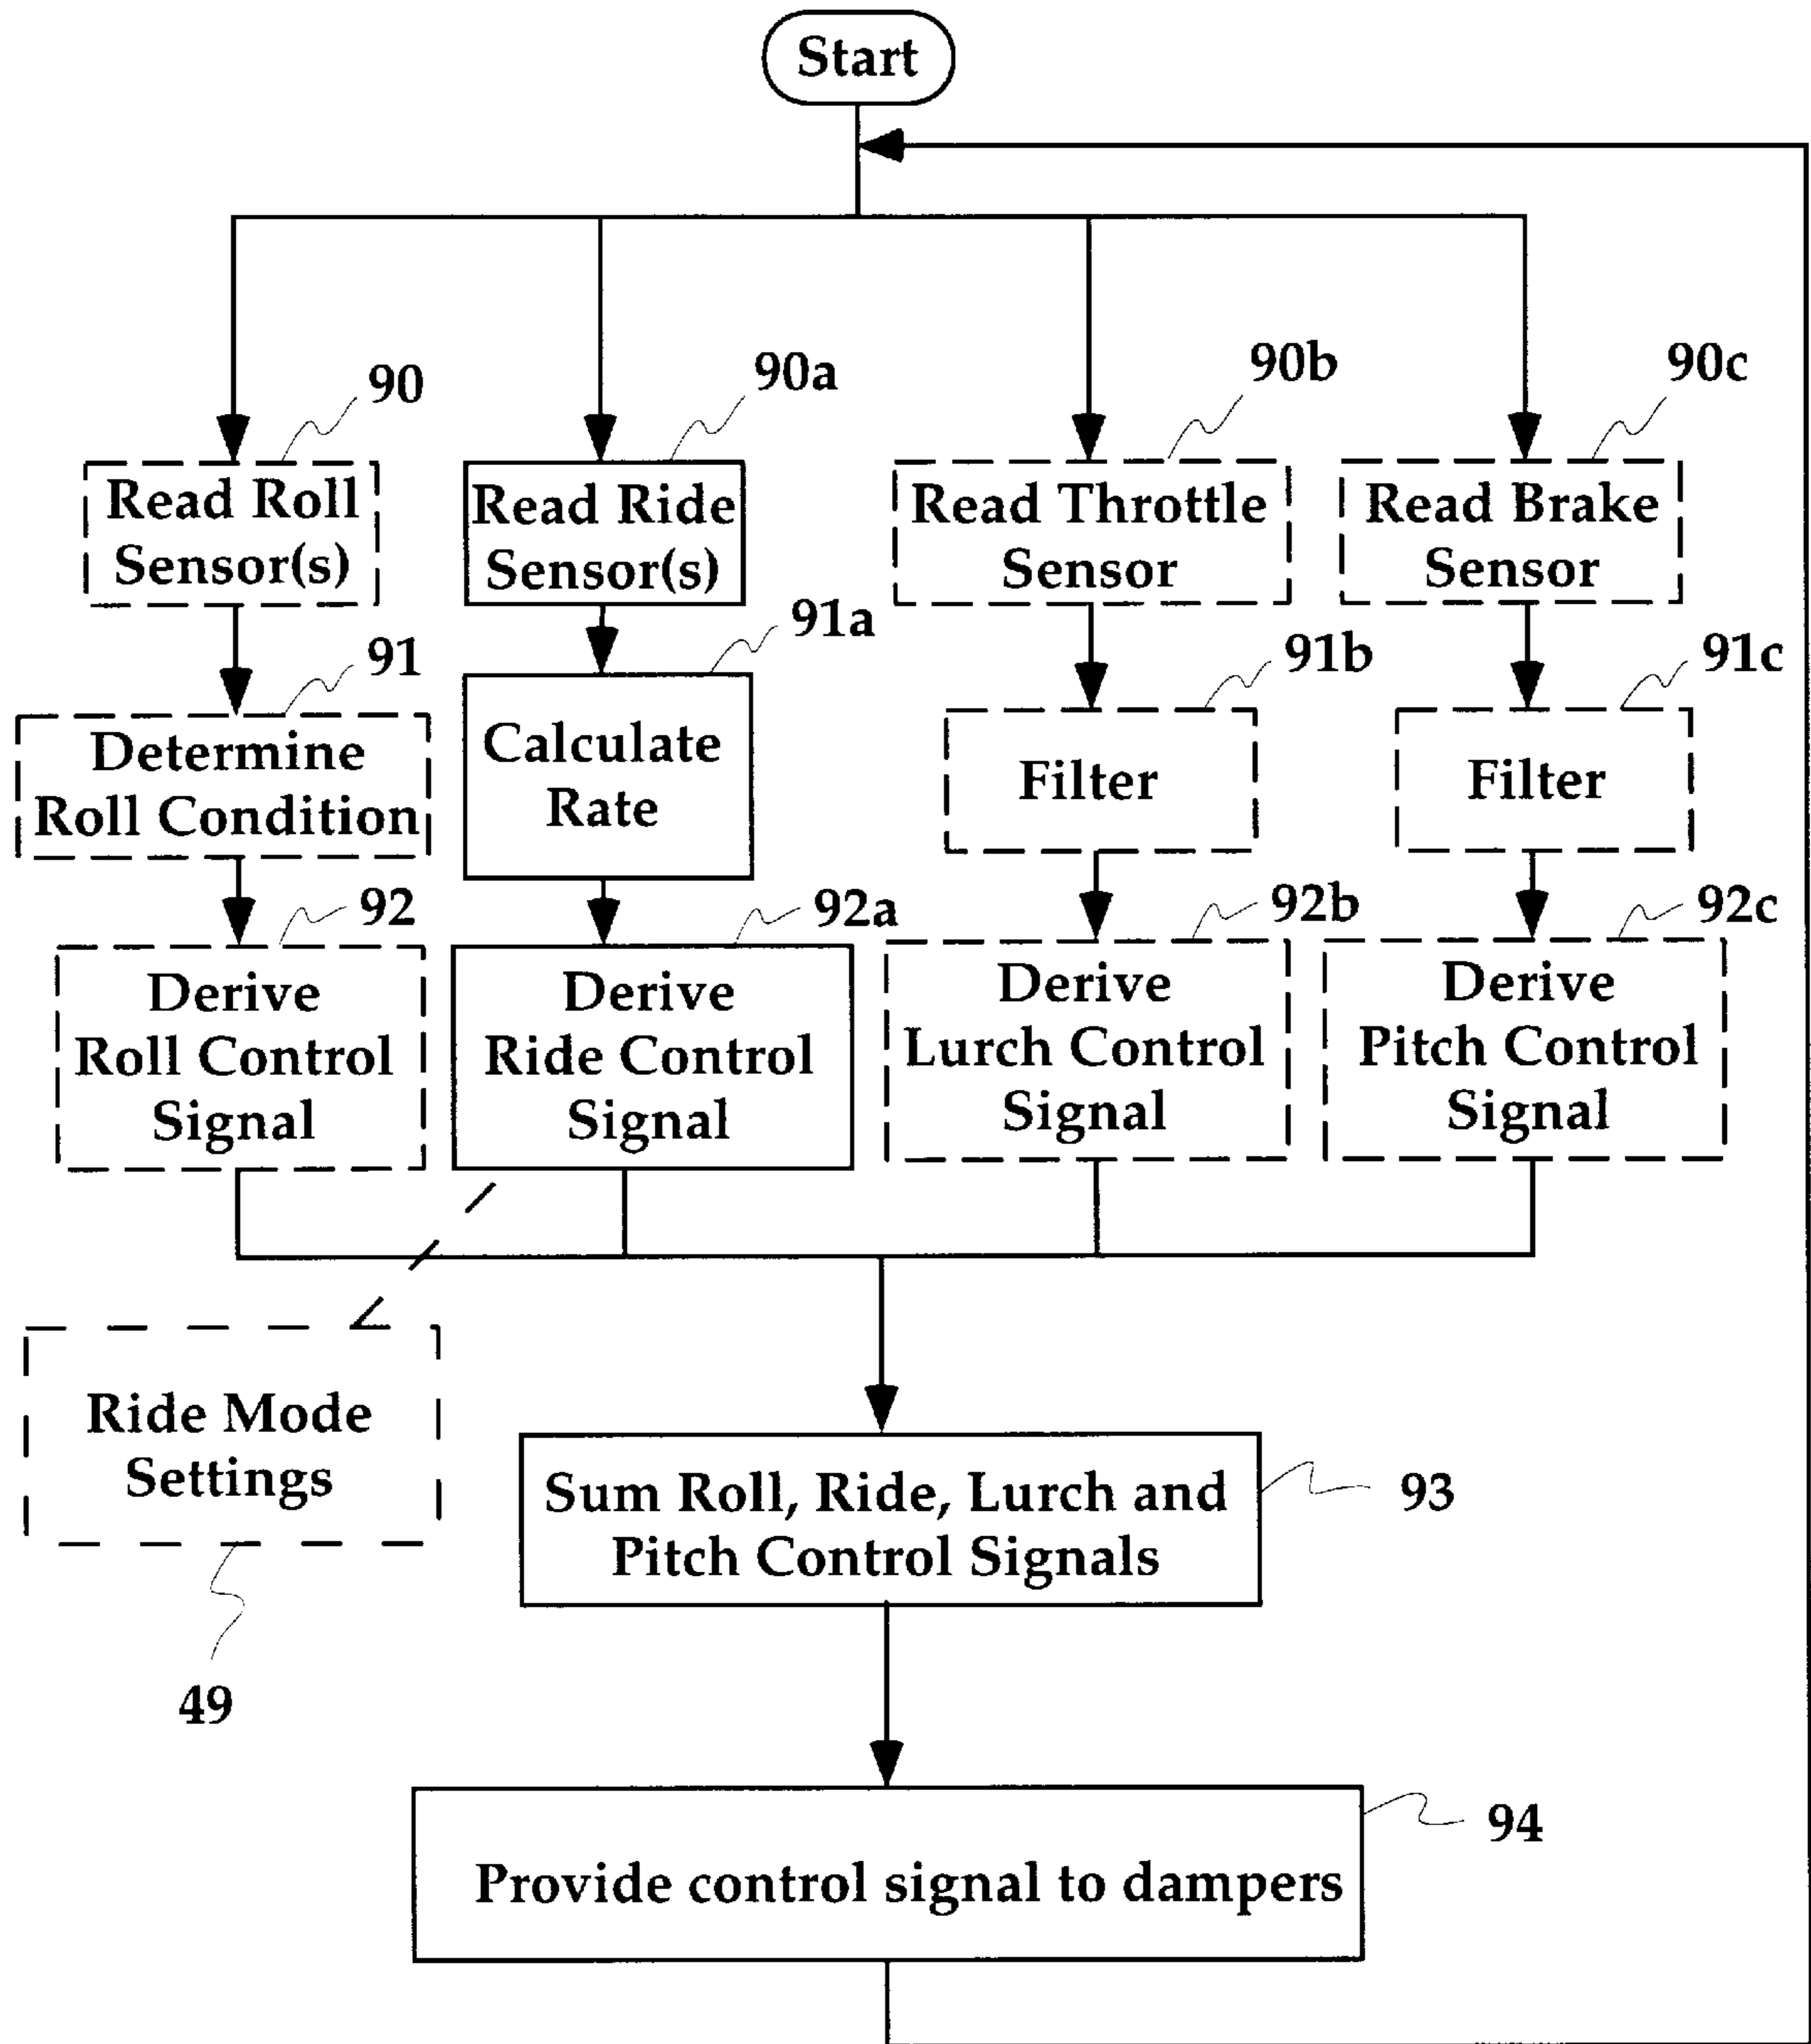 Start
90
90a
90b
90c
Read Roll
Sensor(s)
Read Ride
Sensor(s)
Read Throttle
Sensor
Read Brake
Sensor
91
91a
91b
91c
Determine
Roll Condition
Calculate
Rate
Filter
Filter
92
92a
92b
92c
Derive
Roll Control
Signal
Derive
Ride Control
Signal
Derive
Lurch Control
Signal
Derive
Pitch Control
Signal
Ride Mode
Settings
49
Sum Roll, Ride, Lurch and
Pitch Control Signals
93
Provide control signal to dampers
94